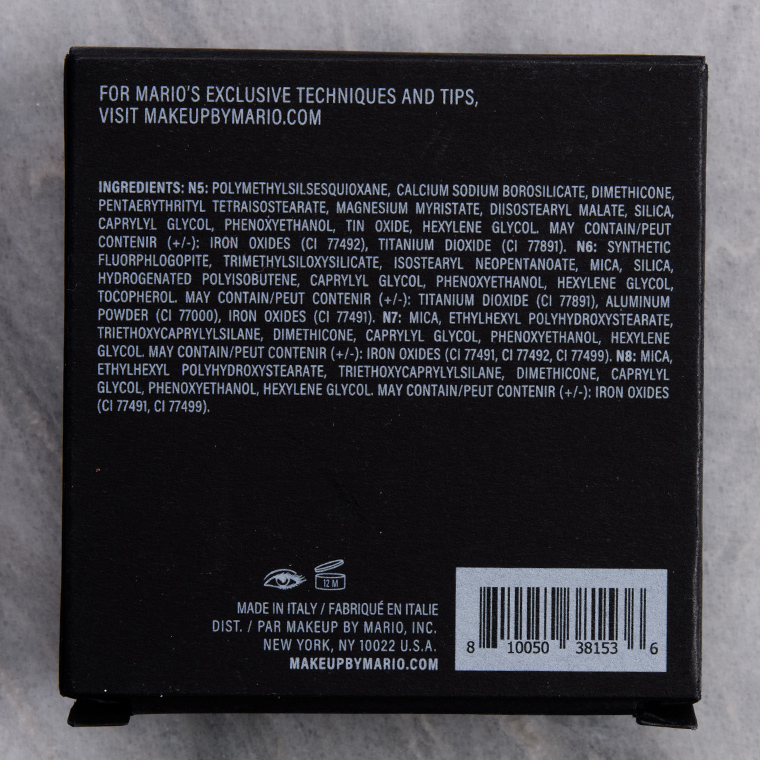 FOR MARIO'S EXCLUSIVE TECHNIQUES AND TIPS,
VISIT MAKEUPBYMARIO.COM
INGREDIENTS: N5: POLYMETHYLSILSESQUIOXANE, CALCIUM SODIUM BOROSILICATE, DIMETHICONE,
PENTAERYTHRITYL TETRAISOSTEARATE, MAGNESIUM MYRISTATE, DIISOSTEARYL MALATE, SILICA,
CAPRYLYL GLYCOL, PHENOXYETHANOL, TIN OXIDE, HEXYLENE GLYCOL. MAY CONTAIN/PEUT
CONTENIR (+/-): IRON OXIDES (CI 77492), TITANIUM DIOXIDE (CI 77891). N6: SYNTHETIC
FLUORPHLOGOPITE, TRIMETHYLSILOXYSILICATE, ISOSTEARYL NEOPENTANOATE, MICA, SILICA,
HYDROGENATED POLYISOBUTENE, CAPRYLYL GLYCOL, PHENOXYETHANOL, HEXYLENE GLYCOL,
TOCOPHEROL. MAY CONTAIN/PEUT CONTENIR (+/-): TITANIUM DIOXIDE (CI 77891), ALUMINUM
POWDER (CI 77000), IRON OXIDES (CI 77491). N7: MICA, ETHYLHEXYL POLYHYDROXYSTEARATE,
TRIETHOXYCAPRYLYLSILANE, DIMETHICONE, CAPRYLYL GLYCOL, PHENOXYETHANOL, HEXYLENE
GLYCOL. MAY CONTAIN/PEUT CONTENIR (+/-): IRON OXIDES (CI 77491, CI 77492, CI 77499). N8: MICA,
ETHYLHEXYL POLYHYDROXYSTEARATE, TRIETHOXYCAPRYLYLSILANE, DIMETHICONE, CAPRYLYL
GLYCOL, PHENOXYETHANOL, HEXYLENE GLYCOL. MAY CONTAIN/PEUT CONTENIR (+/-): IRON OXIDES
(CI 77491, CI 77499).
12 M
MADE IN ITALY / FABRIQUÉ EN ITALIE
DIST. / PAR MAKEUP BY MARIO, INC.
NEW YORK, NY 10022 U.S.A.
MAKEUPBYMARIO.COM
8 10050 38153 6